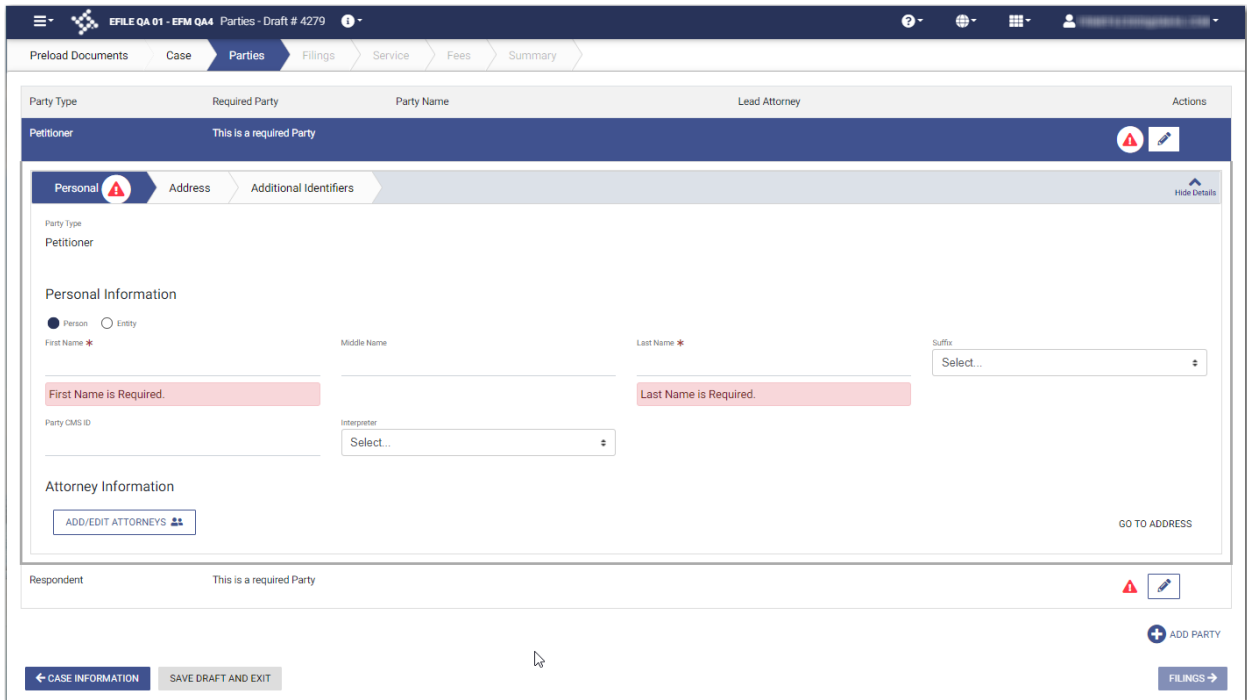 EFILE QA 01 - EFM QA4 Parties - Draft # 4279
Preload Documents Case Parties Filings Service Fees Summary
Party Type Required Party Party Name Lead Attorney Actions
Petitioner This is a required Party
Personal Address Additional Identifiers Hide Details
Party Type
Petitioner
Personal Information
Person Entity
First Name * Middle Name Last Name * Suffix
Select...
First Name is Required. Last Name is Required.
Party CMS ID Interpreter
Select...
Attorney Information
ADD/EDIT ATTORNEYS GO TO ADDRESS
Respondent This is a required Party
ADD PARTY
CASE INFORMATION SAVE DRAFT AND EXIT FILINGS